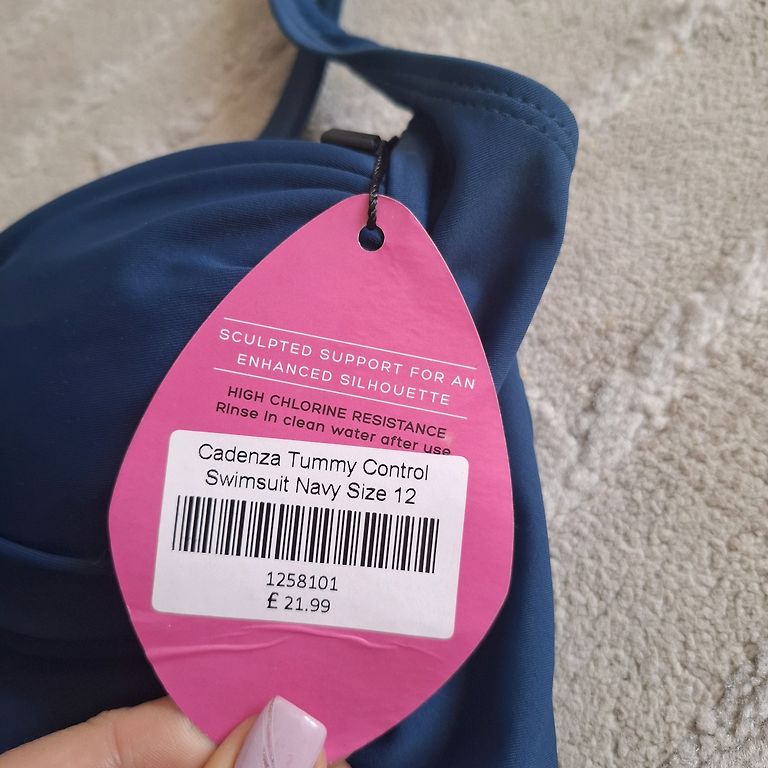 SCULPTED SUPPORT FOR AN
ENHANCED SILHOUETTE
HIGH CHLORINE RESISTANCE
Rinse in clean water after use
Cadenza Tummy Control
Swimsuit Navy Size 12
1258101
£ 21.99